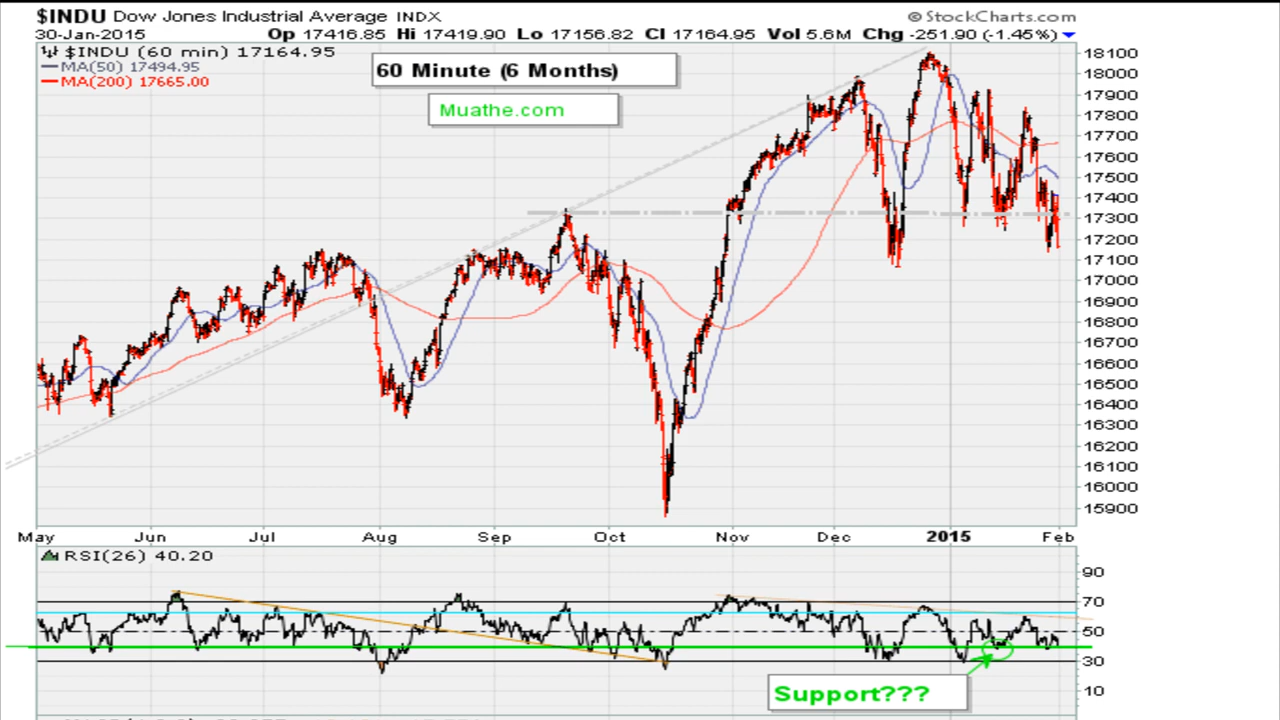 $INDU Dow Jones Industrial Average INDX
© StockCharts.com
30-Jan-2015
Op 17416.85 Hi 17419.90 Lo 17156.82 Cl 17164.95 Vol 5.6M Chg -251.90 (-1.45%)
$INDU (60 min) 17164.95
MA(50) 17494.95
MA(200) 17665.00
60 Minute (6 Months)
Muathe.com
18100
18000
17900
17800
17700
17600
17500
17400
17300
17200
17100
17000
16900
16800
16700
16600
16500
16400
16300
16200
16100
16000
15900
May Jun Jul Aug Sep Oct Nov Dec 2015 Feb
RSI(26) 40.20
90
70
50
30
10
Support???